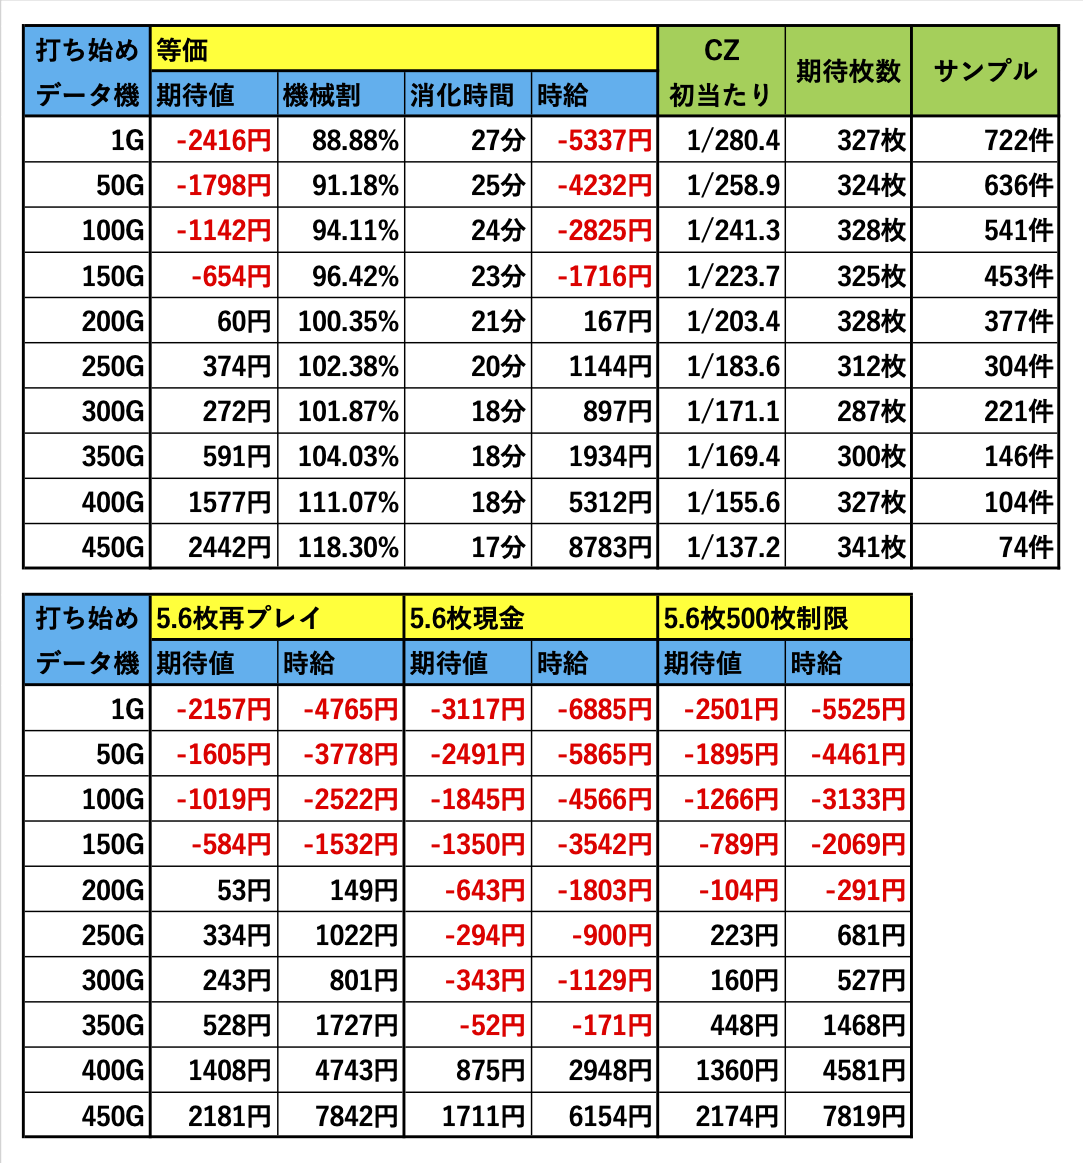 打ち始め 等価 CZ 期待枚数 サンプル
データ機 期待値 機械割 消化時間 時給 初当たり
1G -2416円 88.88% 27分 -5337円 1/280.4 327枚 722件
50G -1798円 91.18% 25分 -4232円 1/258.9 324枚 636件
100G -1142円 94.11% 24分 -2825円 1/241.3 328枚 541件
150G -654円 96.42% 23分 -1716円 1/223.7 325枚 453件
200G 60円 100.35% 21分 167円 1/203.4 328枚 377件
250G 374円 102.38% 20分 1144円 1/183.6 312枚 304件
300G 272円 101.87% 18分 897円 1/171.1 287枚 221件
350G 591円 104.03% 18分 1934円 1/169.4 300枚 146件
400G 1577円 111.07% 18分 5312円 1/155.6 327枚 104件
450G 2442円 118.30% 17分 8783円 1/137.2 341枚 74件
打ち始め 5.6枚再プレイ 5.6枚現金 5.6枚500枚制限
データ機 期待値 時給 期待値 時給 期待値 時給
1G -2157円 -4765円 -3117円 -6885円 -2501円 -5525円
50G -1605円 -3778円 -2491円 -5865円 -1895円 -4461円
100G -1019円 -2522円 -1845円 -4566円 -1266円 -3133円
150G -584円 -1532円 -1350円 -3542円 -789円 -2069円
200G 53円 149円 -643円 -1803円 -104円 -291円
250G 334円 1022円 -294円 -900円 223円 681円
300G 243円 801円 -343円 -1129円 160円 527円
350G 528円 1727円 -52円 -171円 448円 1468円
400G 1408円 4743円 875円 2948円 1360円 4581円
450G 2181円 7842円 1711円 6154円 2174円 7819円